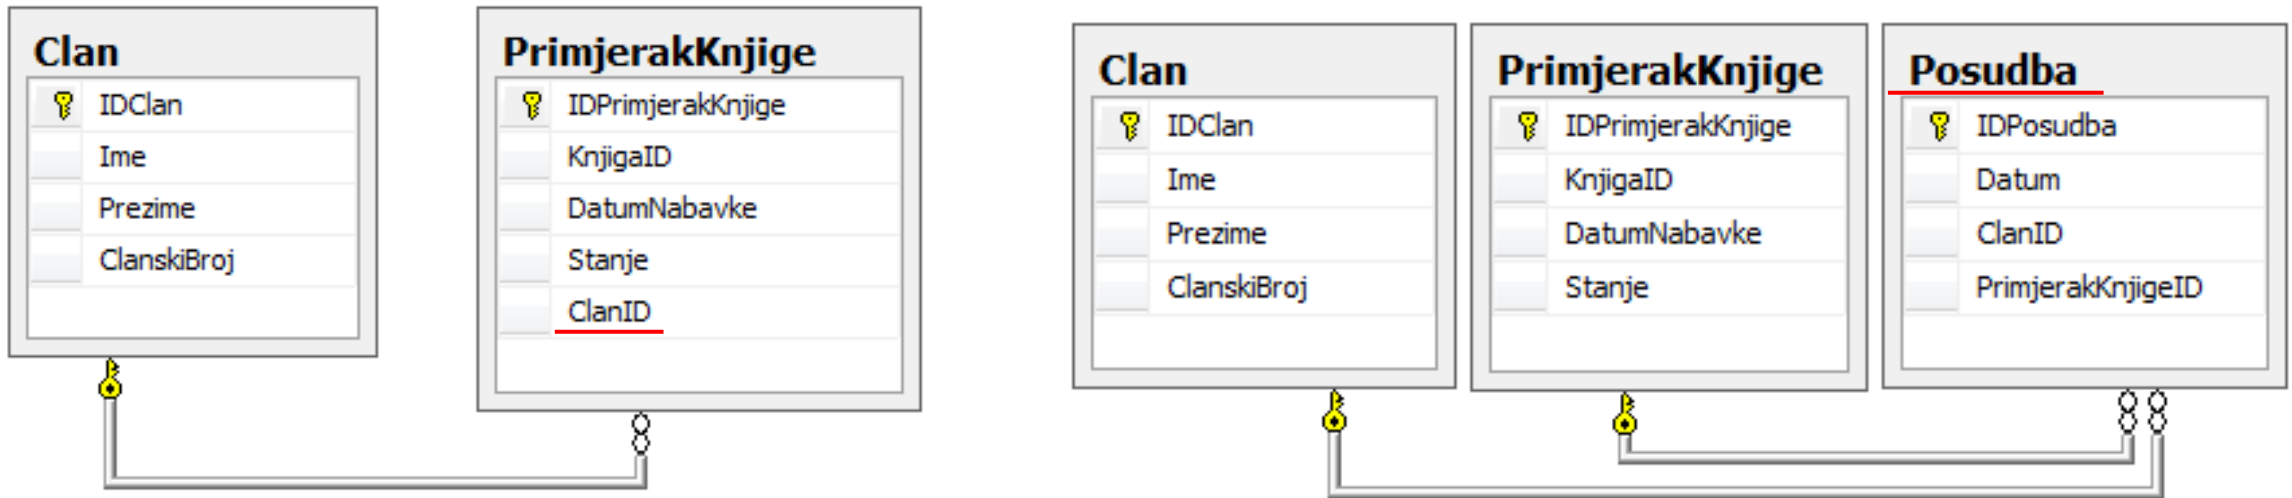 Clan
IDClan
Ime
Prezime
ClanskiBroj
PrimjerakKnjige
IDPrimjerakKnjige
KnjigaID
DatumNabavke
Stanje
ClanID
Clan
IDClan
Ime
Prezime
ClanskiBroj
PrimjerakKnjige
IDPrimjerakKnjige
KnjigaID
DatumNabavke
Stanje
Posudba
IDPosudba
Datum
ClanID
PrimjerakKnjigeID